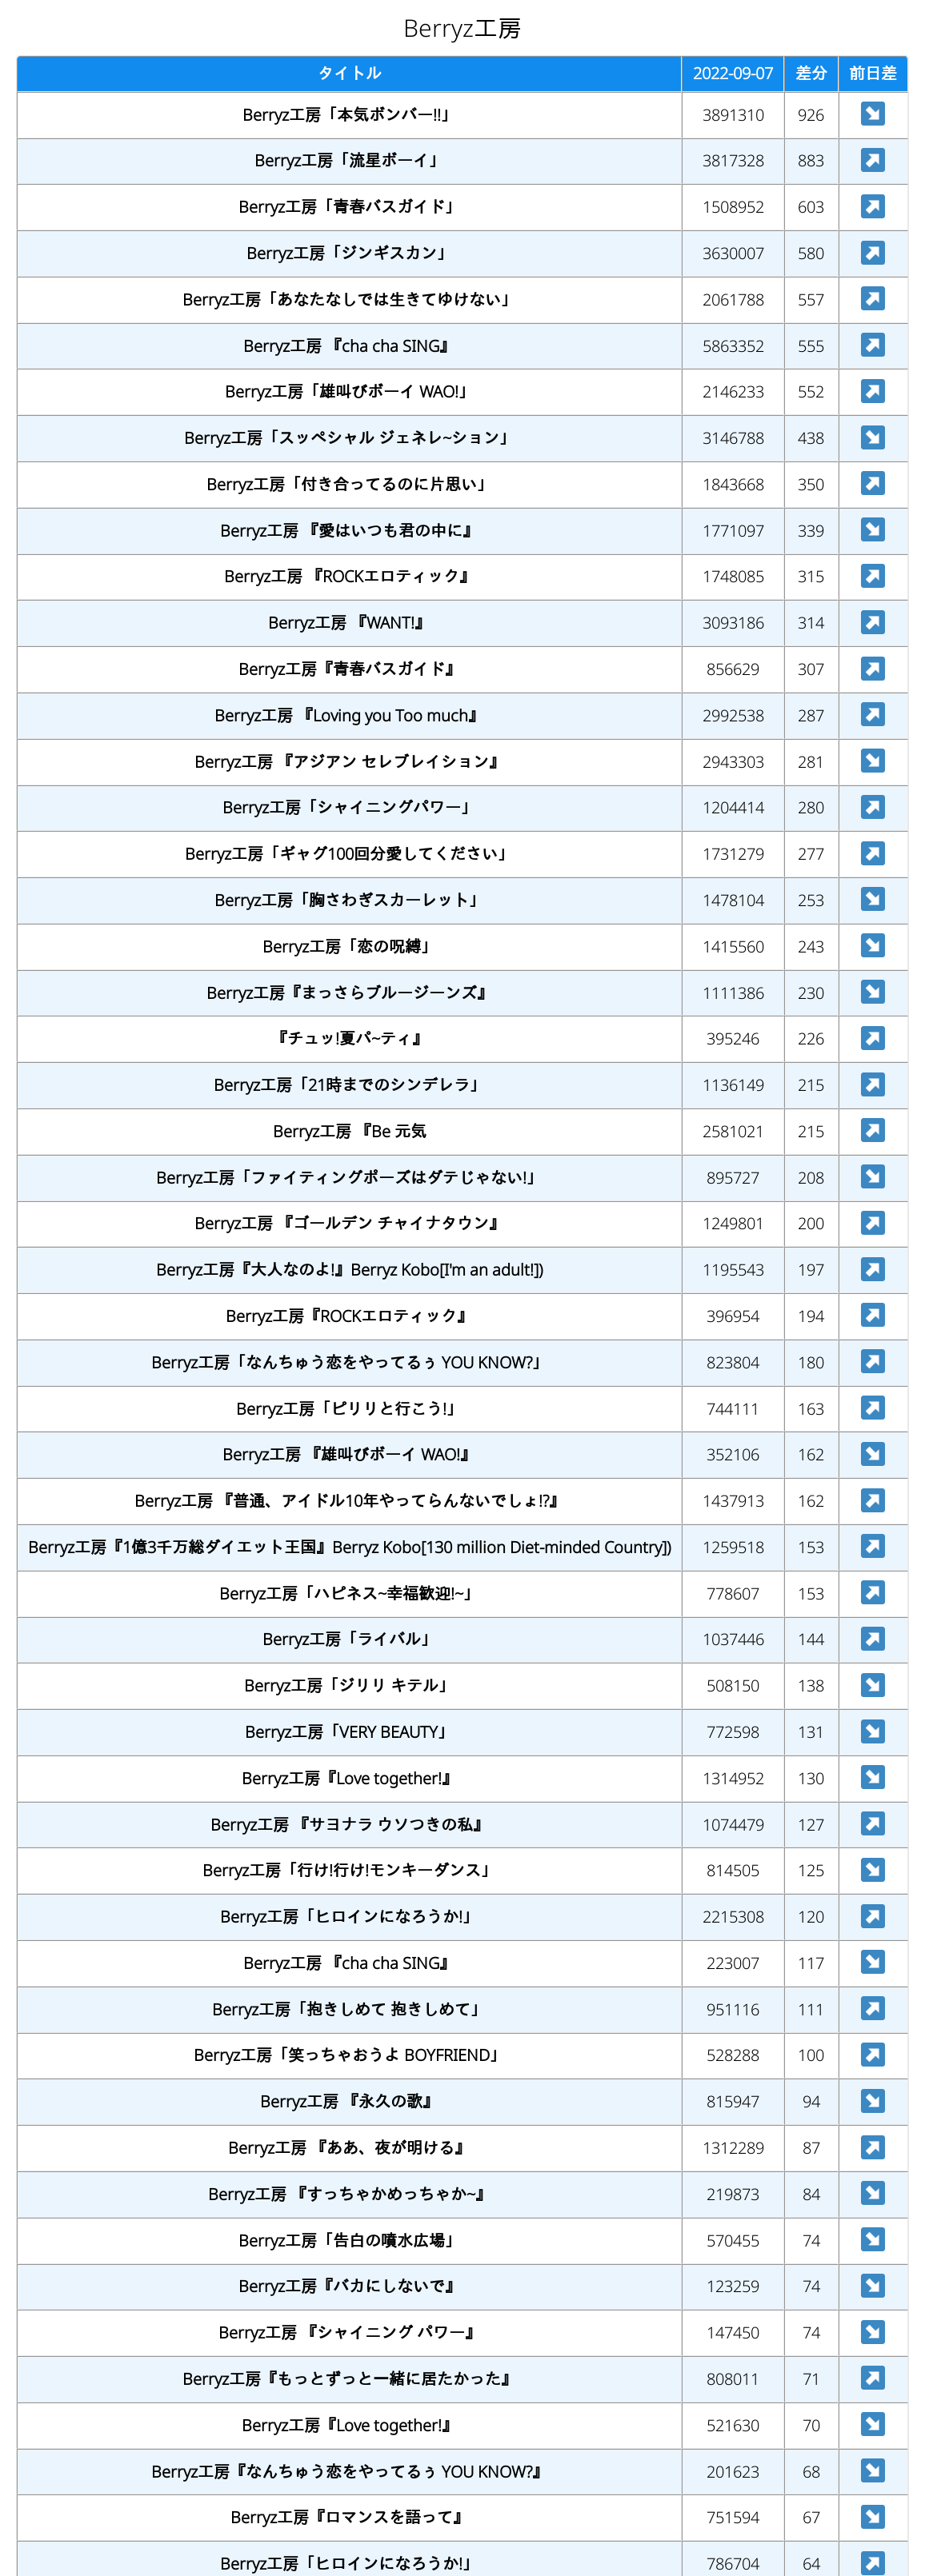 Berryz工房
タイトル 2022-09-07 差分 前日差
Berryz工房「本気ボンバー!!」 3891310 926
Berryz工房「流星ボーイ」 3817328 883
Berryz工房「青春バスガイド」 1508952 603
Berryz工房「ジンギスカン」 3630007 580
Berryz工房「あなたなしでは生きてゆけない」 2061788 557
Berryz工房 『cha cha SING』 5863352 555
Berryz工房「雄叫びボーイ WAO!」 2146233 552
Berryz工房「スッペシャル ジェネレ~ション」 3146788 438
Berryz工房「付き合ってるのに片思い」 1843668 350
Berryz工房 『愛はいつも君の中に』 1771097 339
Berryz工房 『ROCKエロティック』 1748085 315
Berryz工房 『WANT!』 3093186 314
Berryz工房『青春バスガイド』 856629 307
Berryz工房 『Loving you Too much』 2992538 287
Berryz工房 『アジアン セレブレイション』 2943303 281
Berryz工房「シャイニングパワー」 1204414 280
Berryz工房「ギャグ100回分愛してください」 1731279 277
Berryz工房「胸さわぎスカーレット」 1478104 253
Berryz工房「恋の呪縛」 1415560 243
Berryz工房『まっさらブルージーンズ』 1111386 230
『チュッ!夏パ~ティ』 395246 226
Berryz工房「21時までのシンデレラ」 1136149 215
Berryz工房 『Be 元気 2581021 215
Berryz工房「ファイティングポーズはダテじゃない!」 895727 208
Berryz工房 『ゴールデン チャイナタウン』 1249801 200
Berryz工房『大人なのよ!』Berryz Kobo[I'm an adult!]) 1195543 197
Berryz工房『ROCKエロティック』 396954 194
Berryz工房「なんちゅう恋をやってるぅ YOU KNOW?」 823804 180
Berryz工房「ピリリと行こう!」 744111 163
Berryz工房 『雄叫びボーイ WAO!』 352106 162
Berryz工房 『普通、アイドル10年やってらんないでしょ!?』 1437913 162
Berryz工房『1億3千万総ダイエット王国』Berryz Kobo[130 million Diet-minded Country]) 1259518 153
Berryz工房「ハピネス~幸福歓迎!~」 778607 153
Berryz工房「ライバル」 1037446 144
Berryz工房「ジリリ キテル」 508150 138
Berryz工房「VERY BEAUTY」 772598 131
Berryz工房『Love together!』 1314952 130
Berryz工房 『サヨナラ ウソつきの私』 1074479 127
Berryz工房「行け!行け!モンキーダンス」 814505 125
Berryz工房「ヒロインになろうか!」 2215308 120
Berryz工房 『cha cha SING』 223007 117
Berryz工房「抱きしめて 抱きしめて」 951116 111
Berryz工房「笑っちゃおうよ BOYFRIEND」 528288 100
Berryz工房 『永久の歌』 815947 94
Berryz工房 『ああ、夜が明ける』 1312289 87
Berryz工房 『すっちゃかめっちゃか~』 219873 84
Berryz工房「告白の噴水広場」 570455 74
Berryz工房『バカにしないで』 123259 74
Berryz工房 『シャイニング パワー』 147450 74
Berryz工房『もっとずっと一緒に居たかった』 808011 71
Berryz工房『Love together!』 521630 70
Berryz工房『なんちゅう恋をやってるぅ YOU KNOW?』 201623 68
Berryz工房『ロマンスを語って』 751594 67
Berryz工房「ヒロインになろうか!」 786704 64